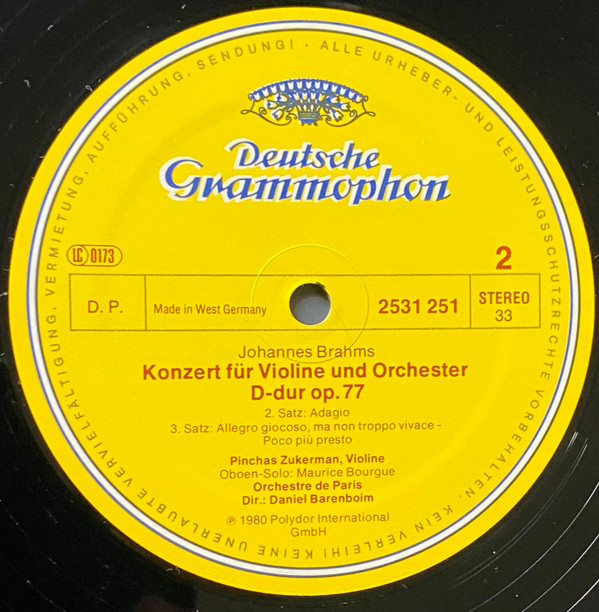 ALLE URHEBER- UND LEISTUNGSSCHUTZRECHTE VORBEHALTEN. KEIN VERLEIH! KEINE UNERLAUBTE VERVIELFÄLTIGUNG, VERMIETUNG, AUFFÜHRUNG, SENDUNG! -
Deutsche
Grammophon
LC 0173
2
D. P.
Made in West Germany
2531 251
STEREO
33
Johannes Brahms
Konzert für Violine und Orchester
D-dur op. 77
2. Satz: Adagio
3. Satz: Allegro giocoso, ma non troppo vivace -
Poco più presto
Pinchas Zukerman, Violine
Oboen-Solo: Maurice Bourgue
Orchestre de Paris
Dir.: Daniel Barenboim
℗ 1980 Polydor International
GmbH